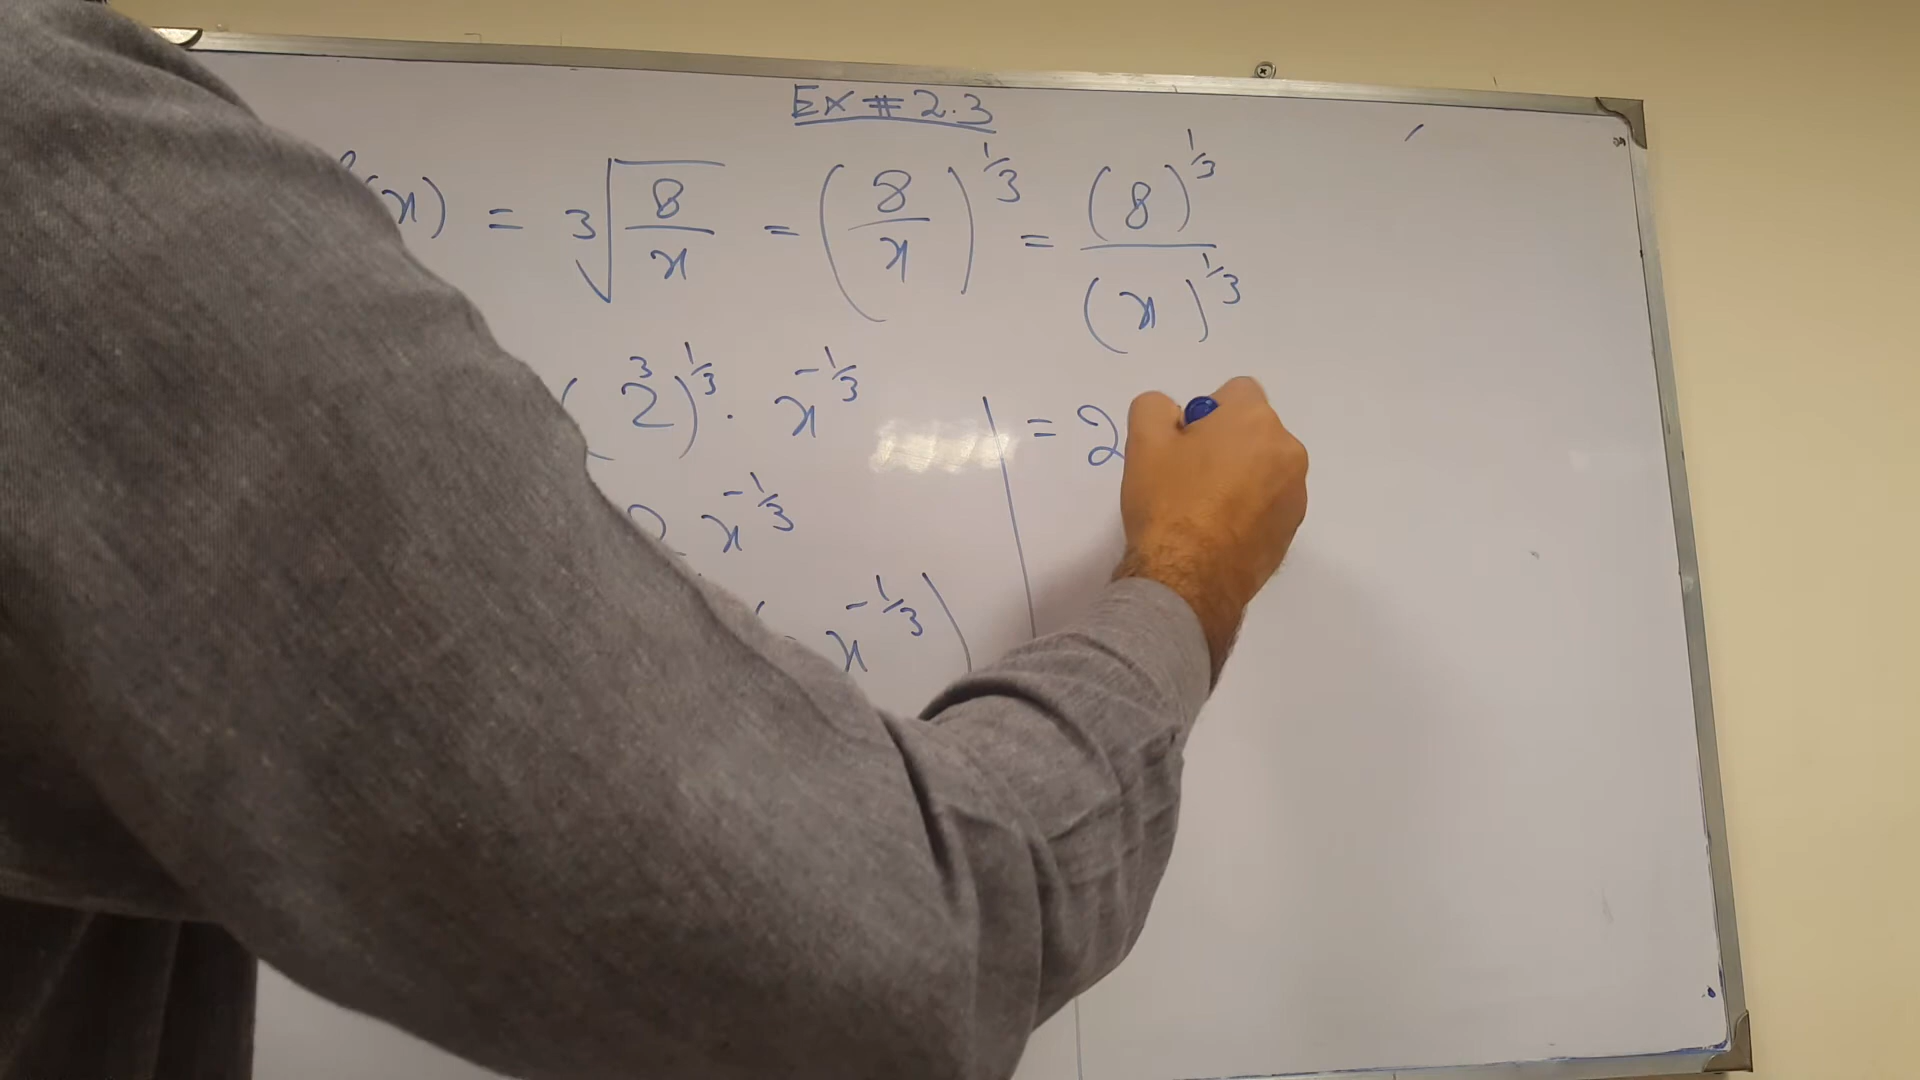 Ex # 2.3
(x) = ∛(8/x) = (8/x)^(1/3) = (8)^(1/3) / (x)^(1/3)
(2^3)^(1/3) · x^(-1/3)
2 x^(-1/3)
x^(-1/3))
= 2